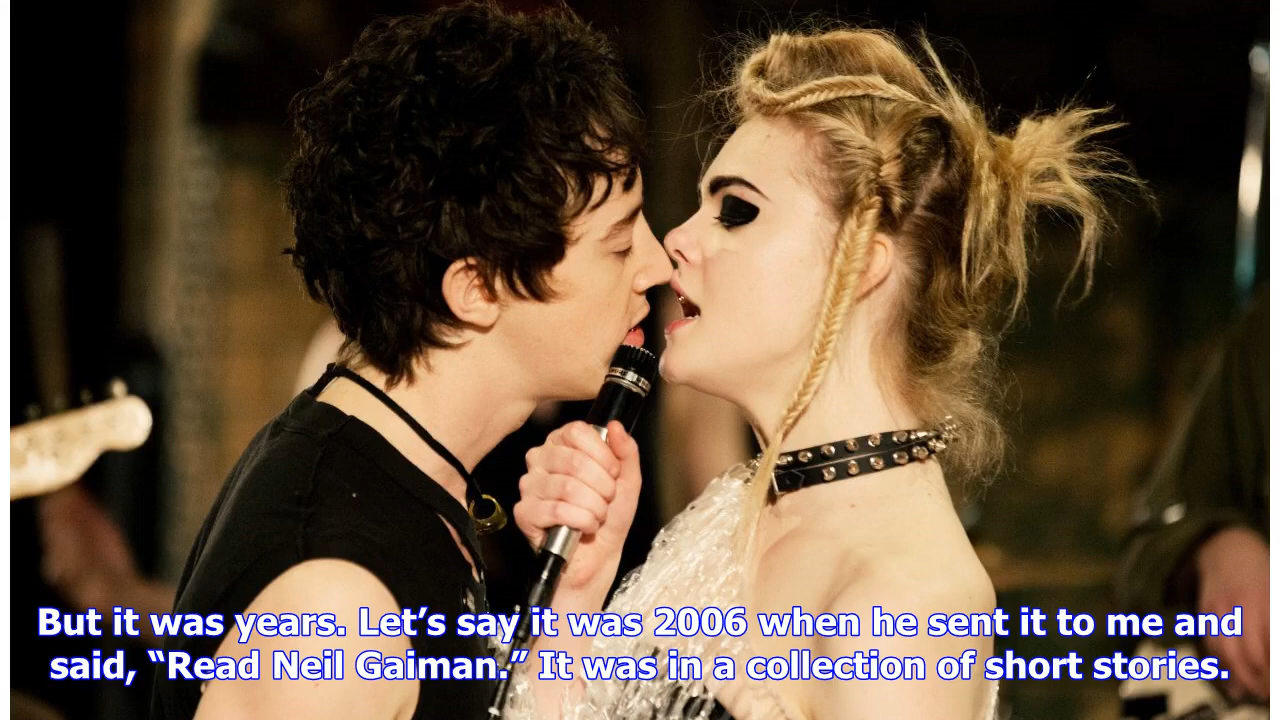 But it was years. Let’s say it was 2006 when he sent it to me and
said, “Read Neil Gaiman.” It was in a collection of short stories.